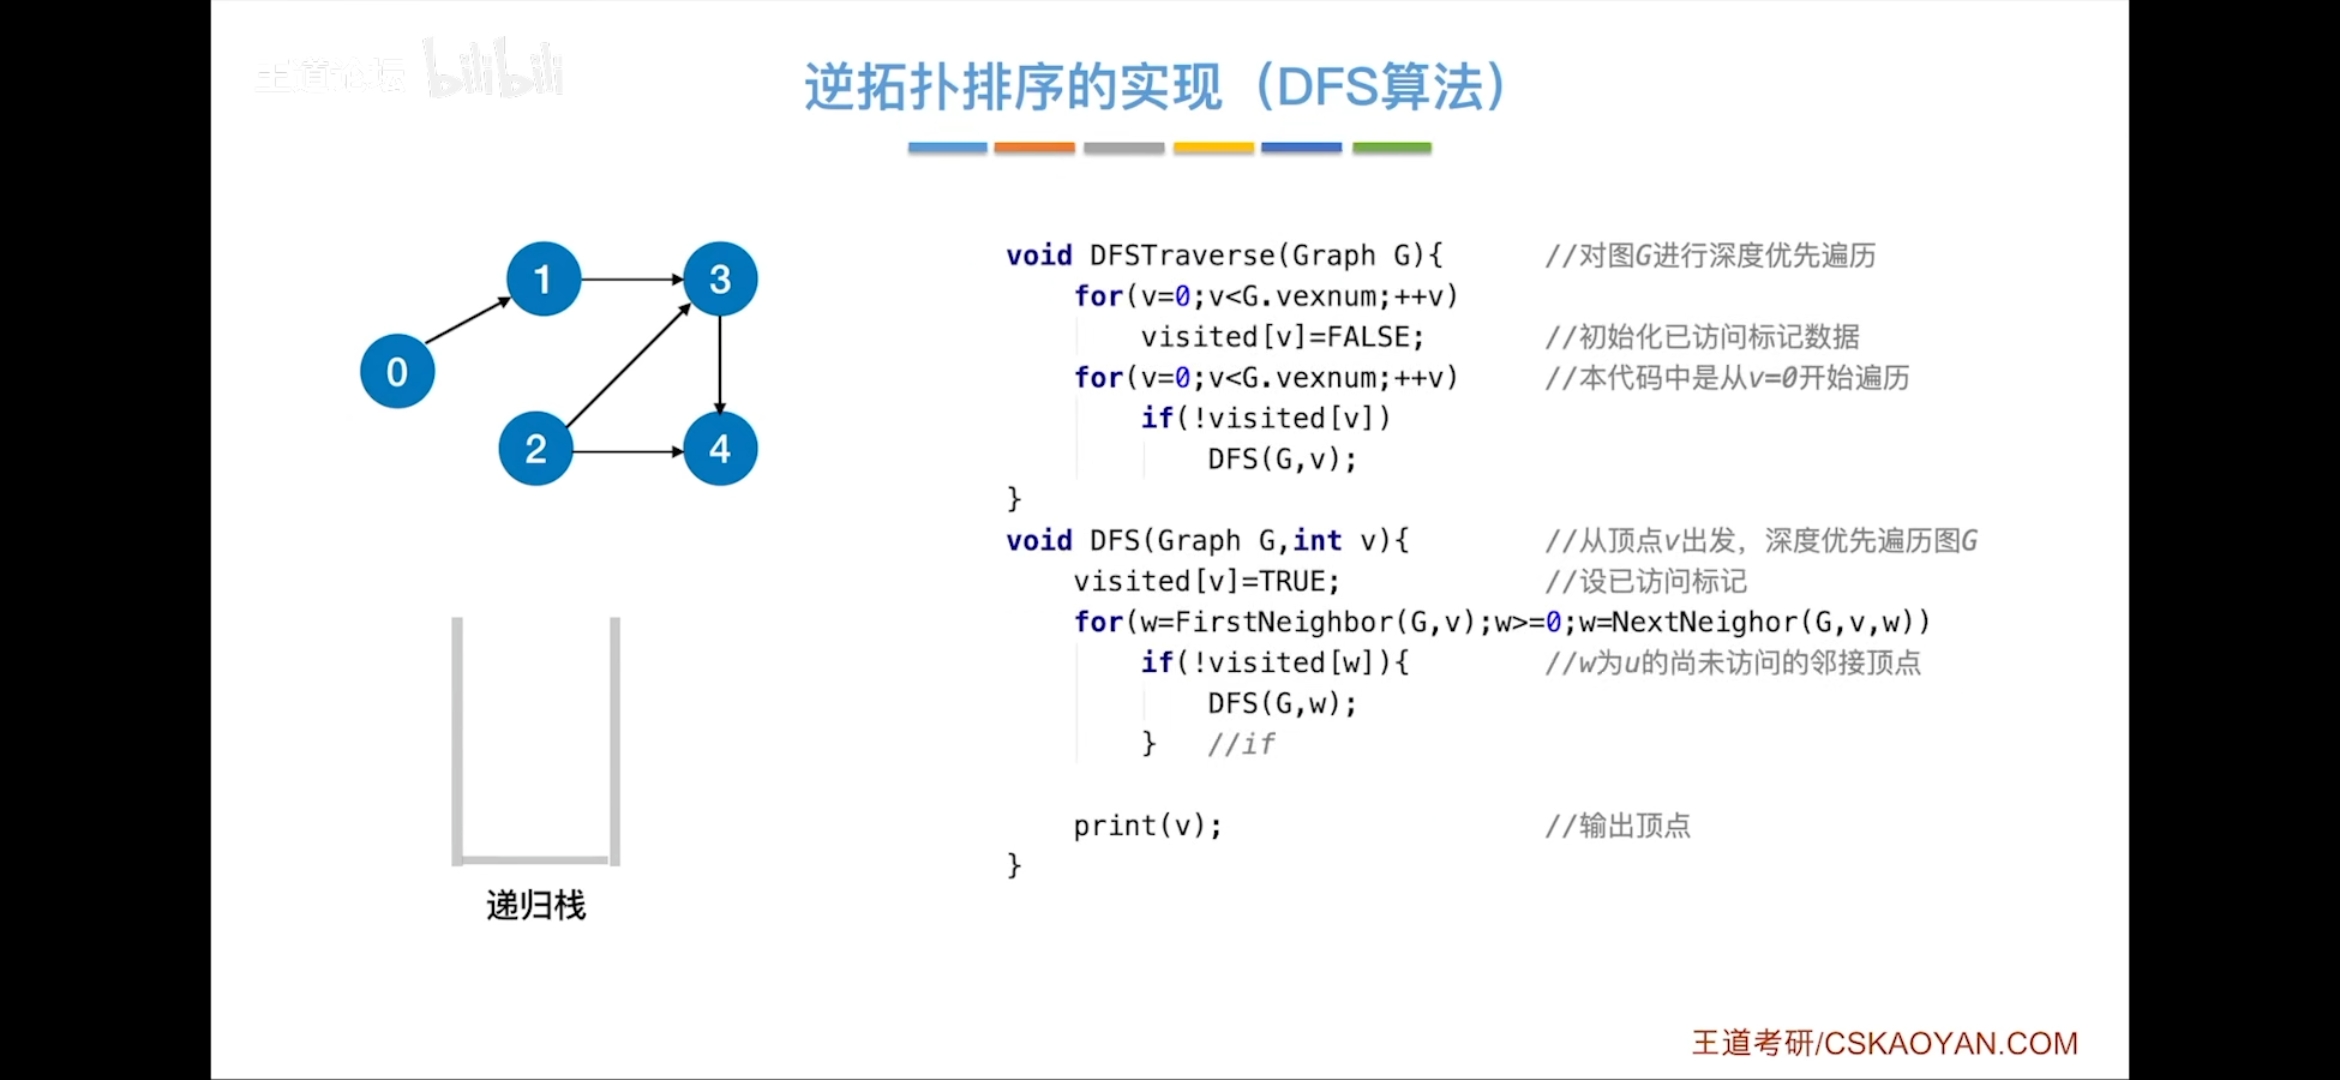 王道论坛 bilibili
逆拓扑排序的实现（DFS算法）
1
3
0
2
4
递归栈
void DFSTraverse(Graph G){ //对图G进行深度优先遍历
for(v=0;v<G.vexnum;++v)
visited[v]=FALSE; //初始化已访问标记数据
for(v=0;v<G.vexnum;++v) //本代码中是从v=0开始遍历
if(!visited[v])
DFS(G,v);
}
void DFS(Graph G,int v){ //从顶点v出发，深度优先遍历图G
visited[v]=TRUE; //设已访问标记
for(w=FirstNeighbor(G,v);w>=0;w=NextNeighor(G,v,w))
if(!visited[w]){ //w为u的尚未访问的邻接顶点
DFS(G,w);
} //if
print(v); //输出顶点
}
王道考研/CSKAOYAN.COM